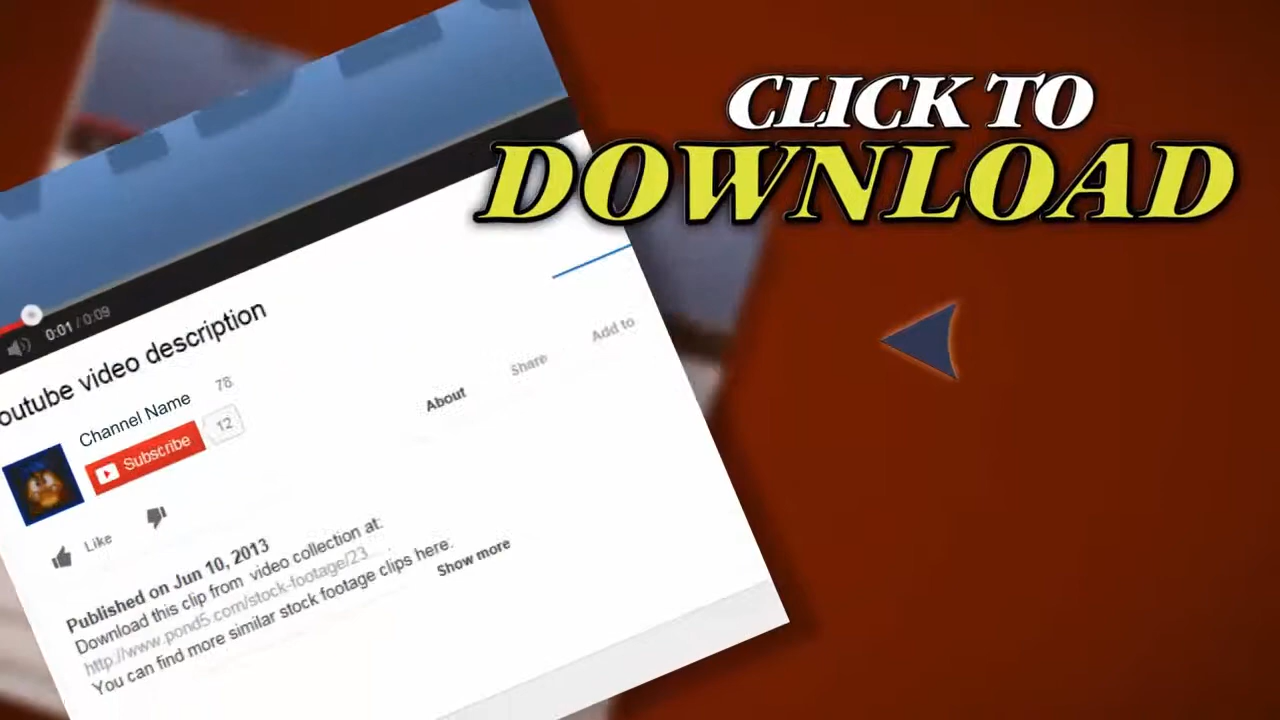 CLICK TO
DOWNLOAD
0:01 / 0:09
outube video description
Channel Name
78
Subscribe
12
About
Share
Add to
Like
Published on Jun 10, 2013
Download this clip from video collection at:
http://www.pond5.com/stock-footage/23...
You can find more similar stock footage clips here:
Show more